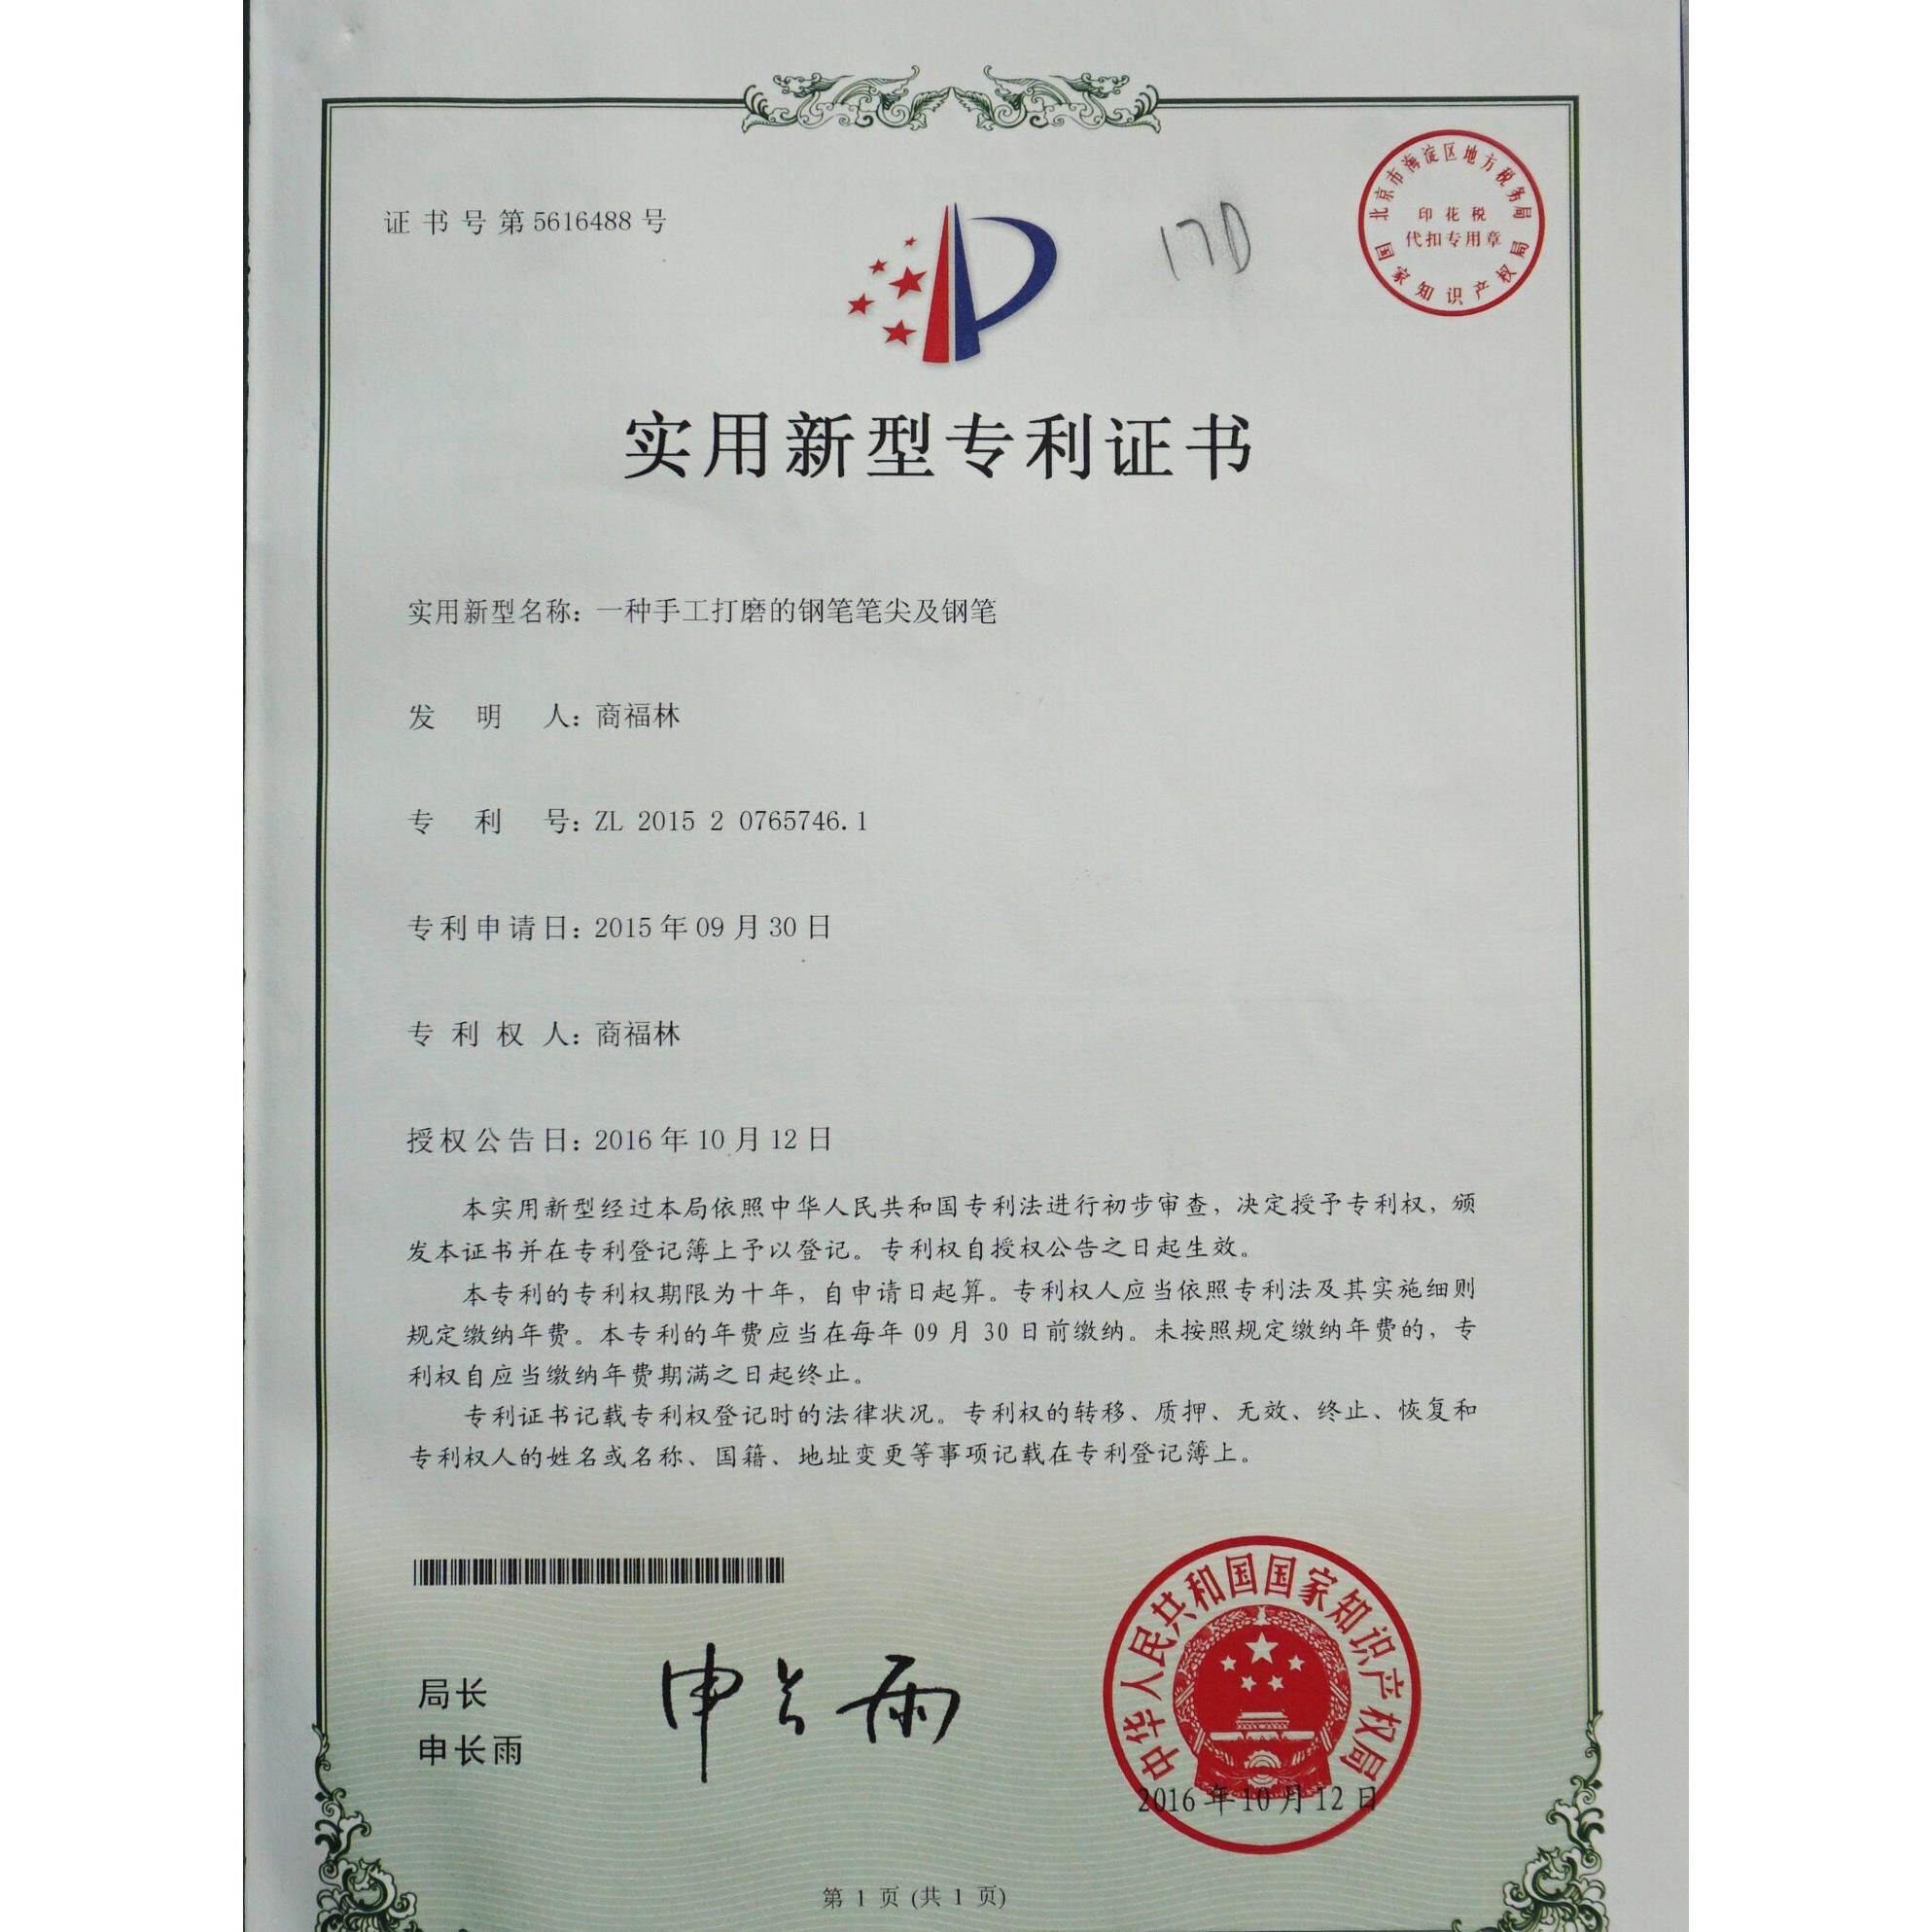 证书号第5616488号
17D
北京市海淀区地方税务局
印花税
代扣专用章
国家知识产权局
实用新型专利证书
实用新型名称：一种手工打磨的钢笔笔尖及钢笔
发明人：商福林
专利号：ZL 2015 2 0765746.1
专利申请日：2015年09月30日
专利权人：商福林
授权公告日：2016年10月12日
本实用新型经过本局依照中华人民共和国专利法进行初步审查，决定授予专利权，颁
发本证书并在专利登记簿上予以登记。专利权自授权公告之日起生效。
本专利的专利权期限为十年，自申请日起算。专利权人应当依照专利法及其实施细则
规定缴纳年费。本专利的年费应当在每年09月30日前缴纳。未按照规定缴纳年费的，专
利权自应当缴纳年费期满之日起终止。
专利证书记载专利权登记时的法律状况。专利权的转移、质押、无效、终止、恢复和
专利权人的姓名或名称、国籍、地址变更等事项记载在专利登记簿上。
局长
申长雨
申长雨
中华人民共和国国家知识产权局
2016年10月12日
第1页(共1页)